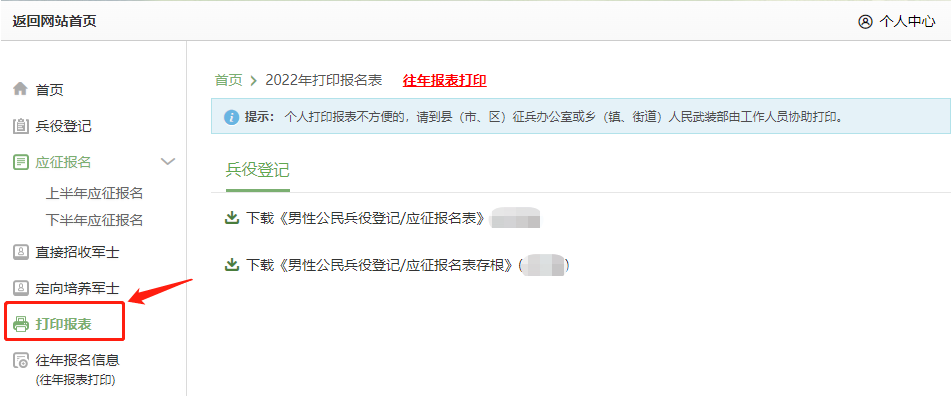 返回网站首页
个人中心
首页
兵役登记
应征报名
上半年应征报名
下半年应征报名
直接招收军士
定向培养军士
打印报表
往年报名信息
(往年报表打印)
首页 > 2022年打印报名表 往年报表打印
提示： 个人打印报表不方便的，请到县（市、区）征兵办公室或乡（镇、街道）人民武装部由工作人员协助打印。
兵役登记
下载《男性公民兵役登记/应征报名表》
下载《男性公民兵役登记/应征报名表存根》( )